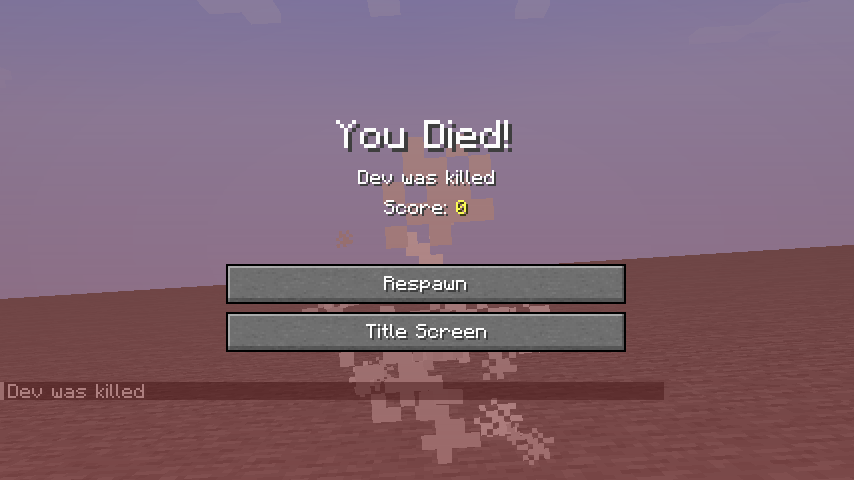 You Died!
Dev was killed
Score: 0
Respawn
Title Screen
Dev was killed